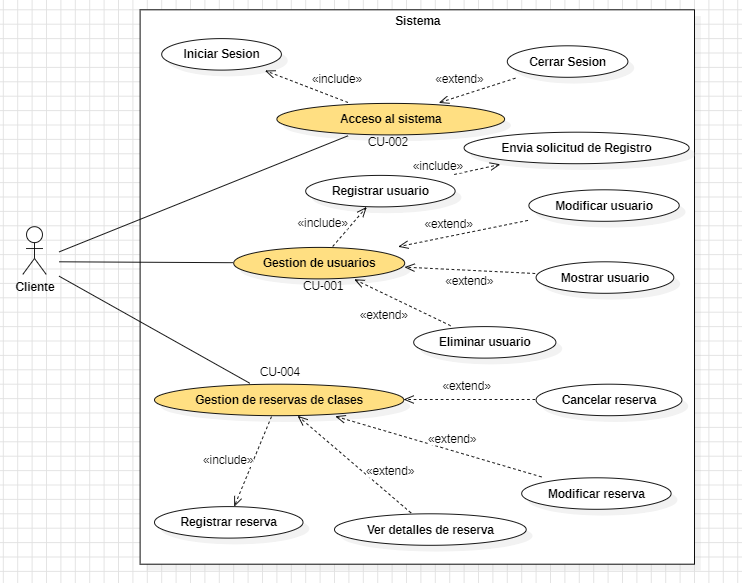 Sistema
Iniciar Sesion
Cerrar Sesion
«include»
«extend»
Acceso al sistema
CU-002
Envia solicitud de Registro
«include»
Registrar usuario
Modificar usuario
«include»
«extend»
Gestion de usuarios
CU-001
Mostrar usuario
«extend»
Cliente
«extend»
Eliminar usuario
CU-004
«extend»
Gestion de reservas de clases
Cancelar reserva
«extend»
«include»
«extend»
Modificar reserva
Registrar reserva
Ver detalles de reserva